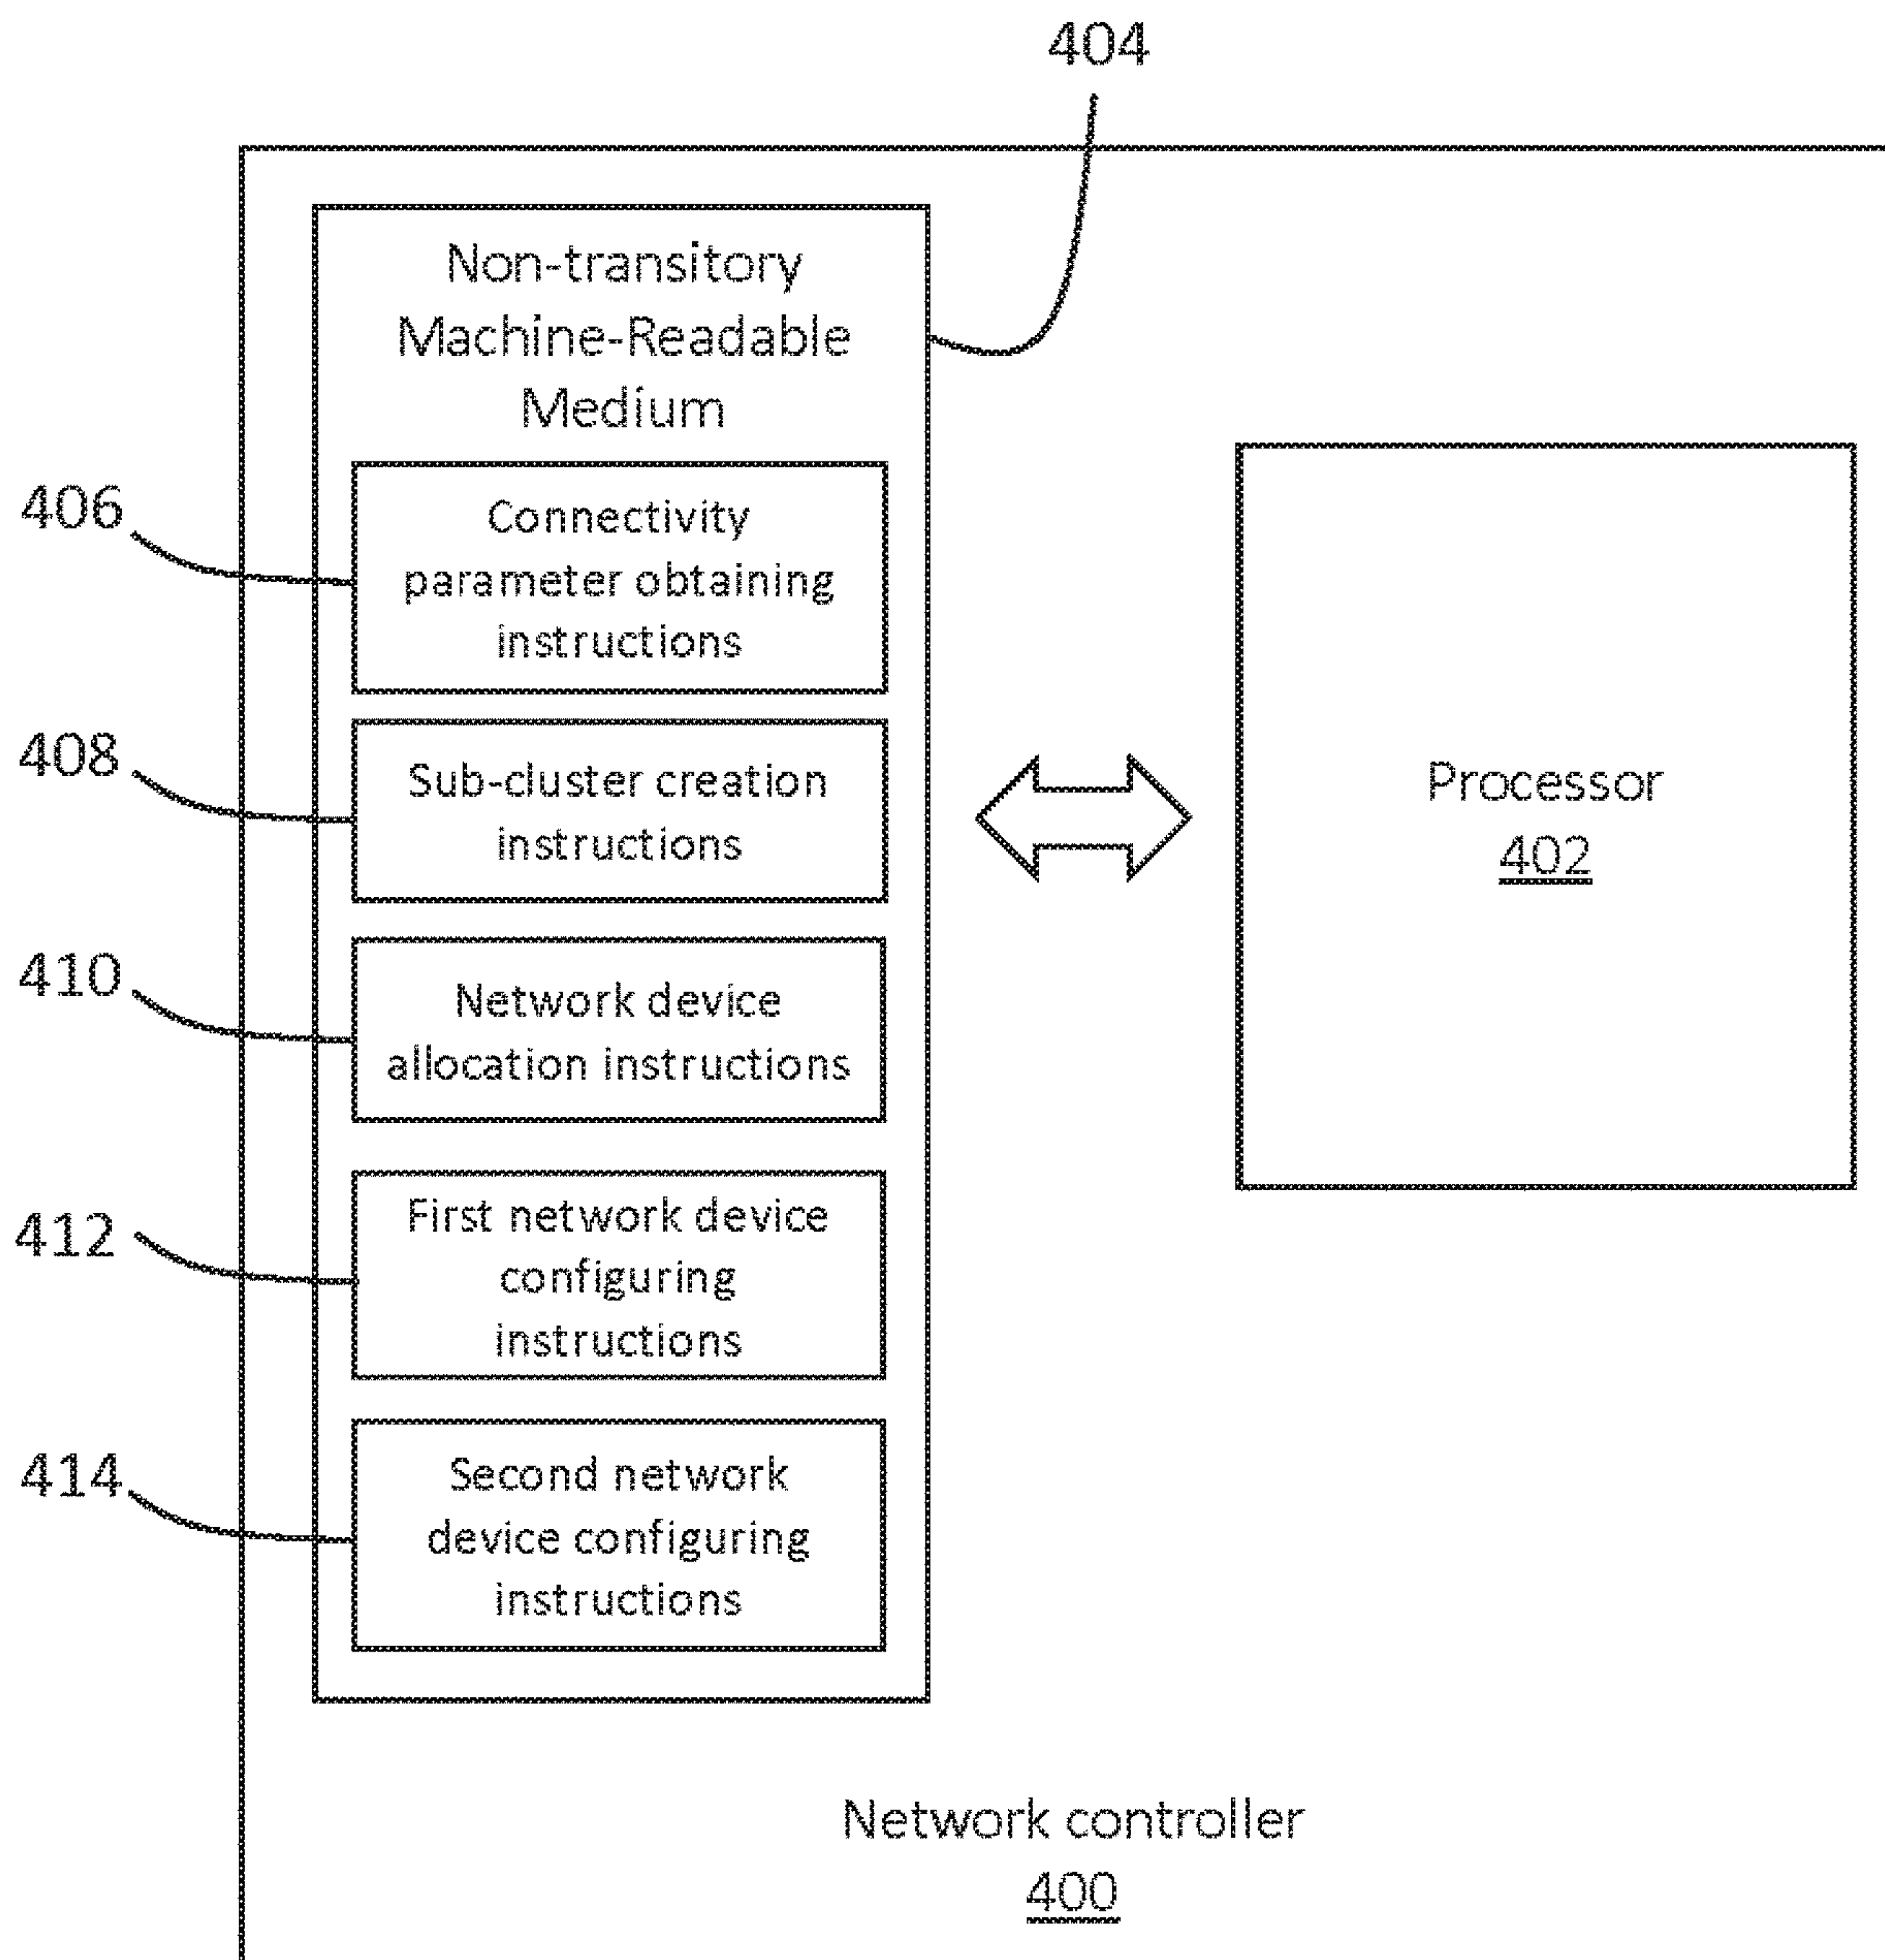 404
Non-transitory
Machine-Readable
Medium
406
Connectivity
parameter obtaining
instructions
408
Sub-cluster creation
instructions
Processor
402
410
Network device
allocation instructions
412
First network device
configuring
instructions
414
Second network
device configuring
instructions
Network controller
400